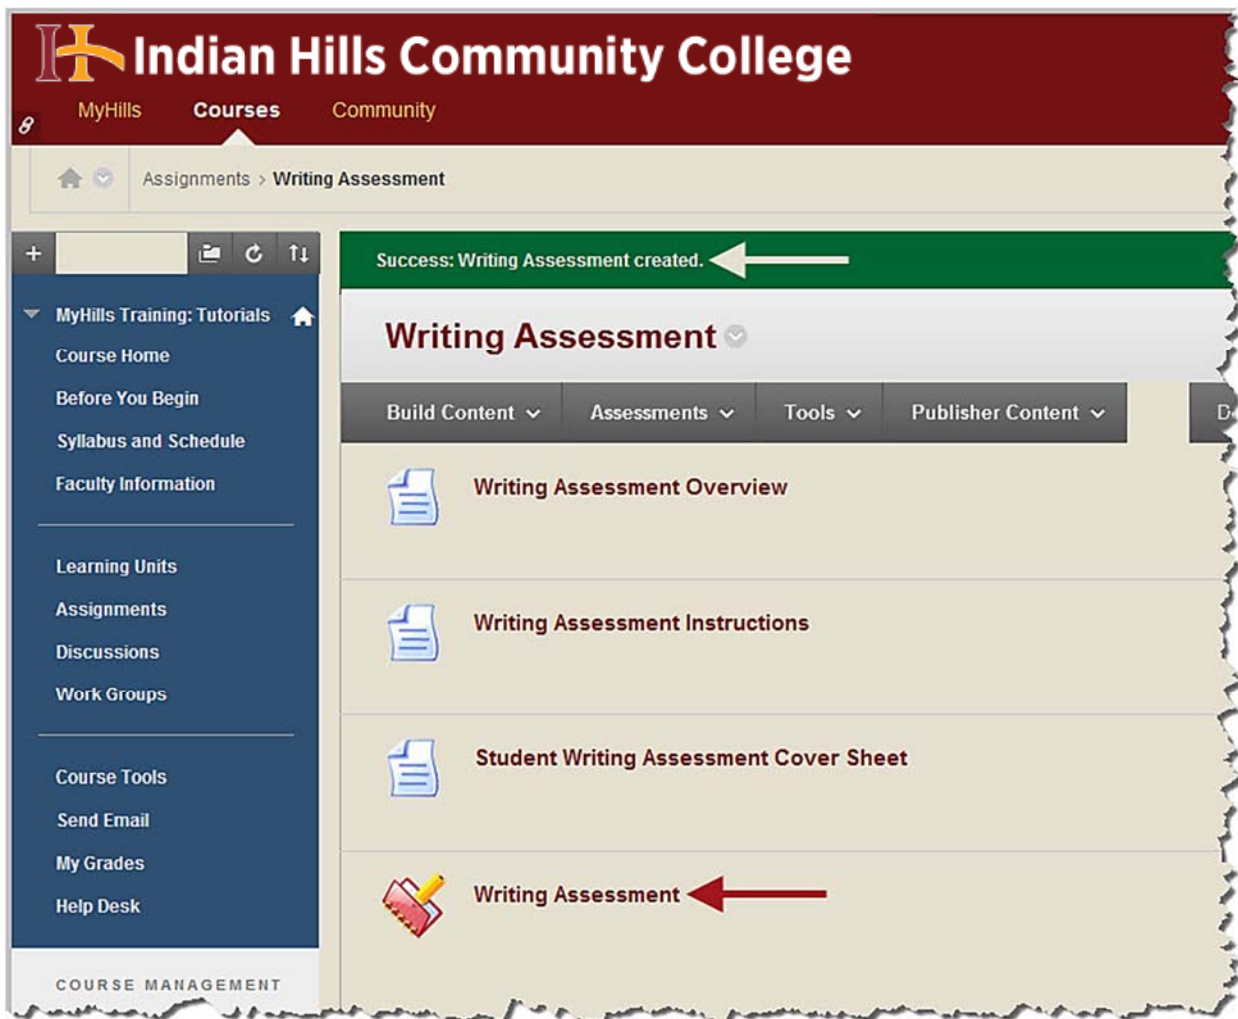 Indian Hills Community College
MyHills Courses Community
Assignments > Writing Assessment
Success: Writing Assessment created.
MyHills Training: Tutorials
Course Home
Before You Begin
Syllabus and Schedule
Faculty Information
Learning Units
Assignments
Discussions
Work Groups
Course Tools
Send Email
My Grades
Help Desk
COURSE MANAGEMENT
Writing Assessment
Build Content Assessments Tools Publisher Content
Writing Assessment Overview
Writing Assessment Instructions
Student Writing Assessment Cover Sheet
Writing Assessment